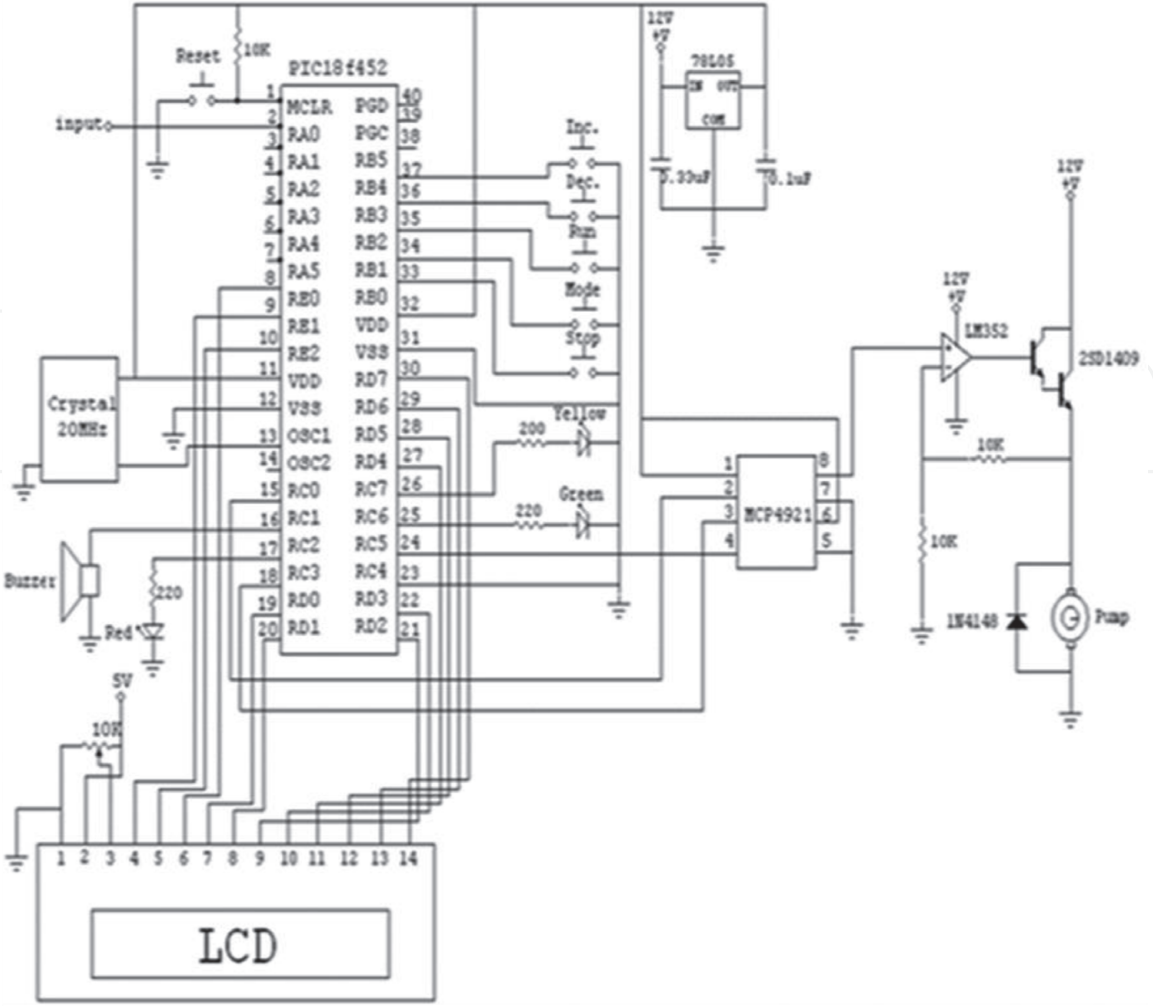 12V
+V
78L05
IN OUT
COM
0.33uF
0.1uF
Reset
10K
PIC18f452
input
1
2
3
4
5
6
7
8
9
10
11
12
13
14
15
16
17
18
19
20
MCLR
RA0
RA1
RA2
RA3
RA4
RA5
RE0
RE1
RE2
VDD
VSS
OSC1
OSC2
RC0
RC1
RC2
RC3
RD0
RD1
PGD
PGC
RB5
RB4
RB3
RB2
RB1
RB0
VDD
VSS
RD7
RD6
RD5
RD4
RC7
RC6
RC5
RC4
RD3
RD2
40
39
38
37
36
35
34
33
32
31
30
29
28
27
26
25
24
23
22
21
Inc.
Dec.
Run
Mode
Stop
Yellow
200
Green
220
Crystal
20MHz
Buzzer
220
Red
5V
10K
1 2 3 4 5 6 7 8 9 10 11 12 13 14
LCD
1
2
3
4
MCP4921
8
7
6
5
12V
+V
LM352
12V
+V
2SD1409
10K
10K
1N4148
Pump